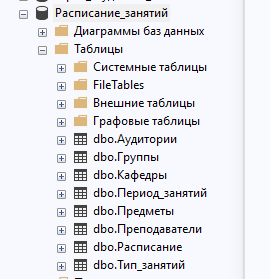 Расписание_занятий
Диаграммы баз данных
Таблицы
Системные таблицы
FileTables
Внешние таблицы
Графовые таблицы
dbo.Аудитории
dbo.Группы
dbo.Кафедры
dbo.Период_занятий
dbo.Предметы
dbo.Преподаватели
dbo.Расписание
dbo.Тип_занятий